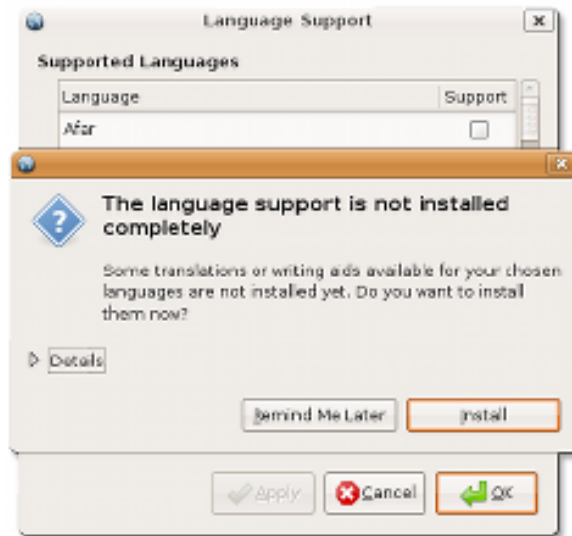 Language Support
Supported Languages
Language Support
Afar
The language support is not installed
completely
Some translations or writing aids available for your chosen
languages are not installed yet. Do you want to install
them now?
Details
Remind Me Later Install
Apply Cancel OK